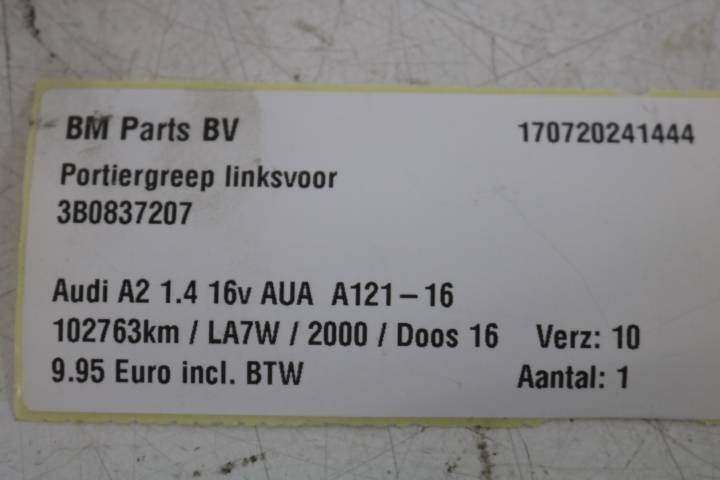 BM Parts BV 170720241444
Portiergreep linksvoor
3B0837207
Audi A2 1.4 16v AUA A121-16
102763km / LA7W / 2000 / Doos 16 Verz: 10
9.95 Euro incl. BTW Aantal: 1